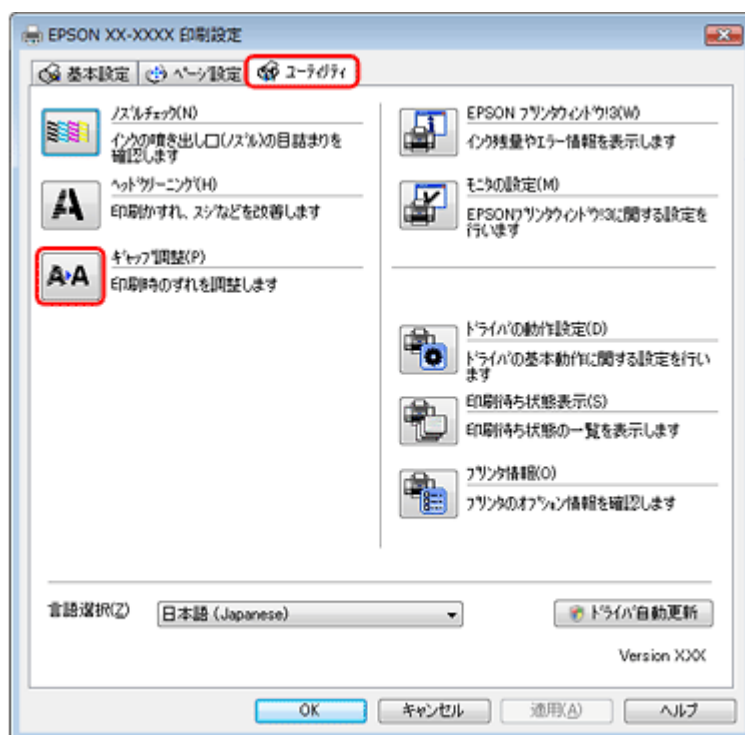 EPSON XX-XXXX 印刷設定
基本設定
ページ設定
ユーティリティ
ノズルチェック(N)
インクの噴き出し口(ノズル)の目詰まりを
確認します
ヘッドクリーニング(H)
印刷かすれ、スジなどを改善します
ギャップ調整(P)
印刷時のずれを調整します
EPSON プリンタウィンドウ!3(W)
インク残量やエラー情報を表示します
モニタの設定(M)
EPSONプリンタウィンドウ!3に関する設定を
行います
ドライバの動作設定(D)
ドライバの基本動作に関する設定を行い
ます
印刷待ち状態表示(S)
印刷待ち状態の一覧を表示します
プリンタ情報(O)
プリンタのオプション情報を確認します
言語選択(Z)
日本語 (Japanese)
ドライバ自動更新
Version XXX
OK
キャンセル
適用(A)
ヘルプ